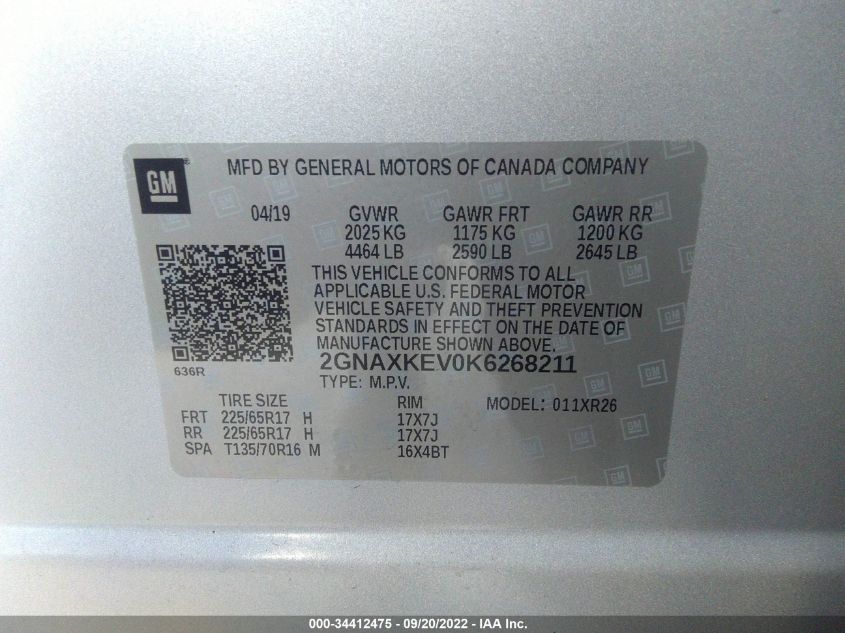 GM ® MFD BY GENERAL MOTORS OF CANADA COMPANY
04/19 GVWR GAWR FRT GAWR RR
2025 KG 1175 KG 1200 KG
4464 LB 2590 LB 2645 LB
THIS VEHICLE CONFORMS TO ALL
APPLICABLE U.S. FEDERAL MOTOR
VEHICLE SAFETY AND THEFT PREVENTION
STANDARDS IN EFFECT ON THE DATE OF
MANUFACTURE SHOWN ABOVE.
2GNAXKEV0K6268211
636R
TYPE: M.P.V.
TIRE SIZE RIM MODEL: 011XR26
FRT 225/65R17 H 17X7J
RR 225/65R17 H 17X7J
SPA T135/70R16 M 16X4BT
000-34412475 - 09/20/2022 - IAA Inc.